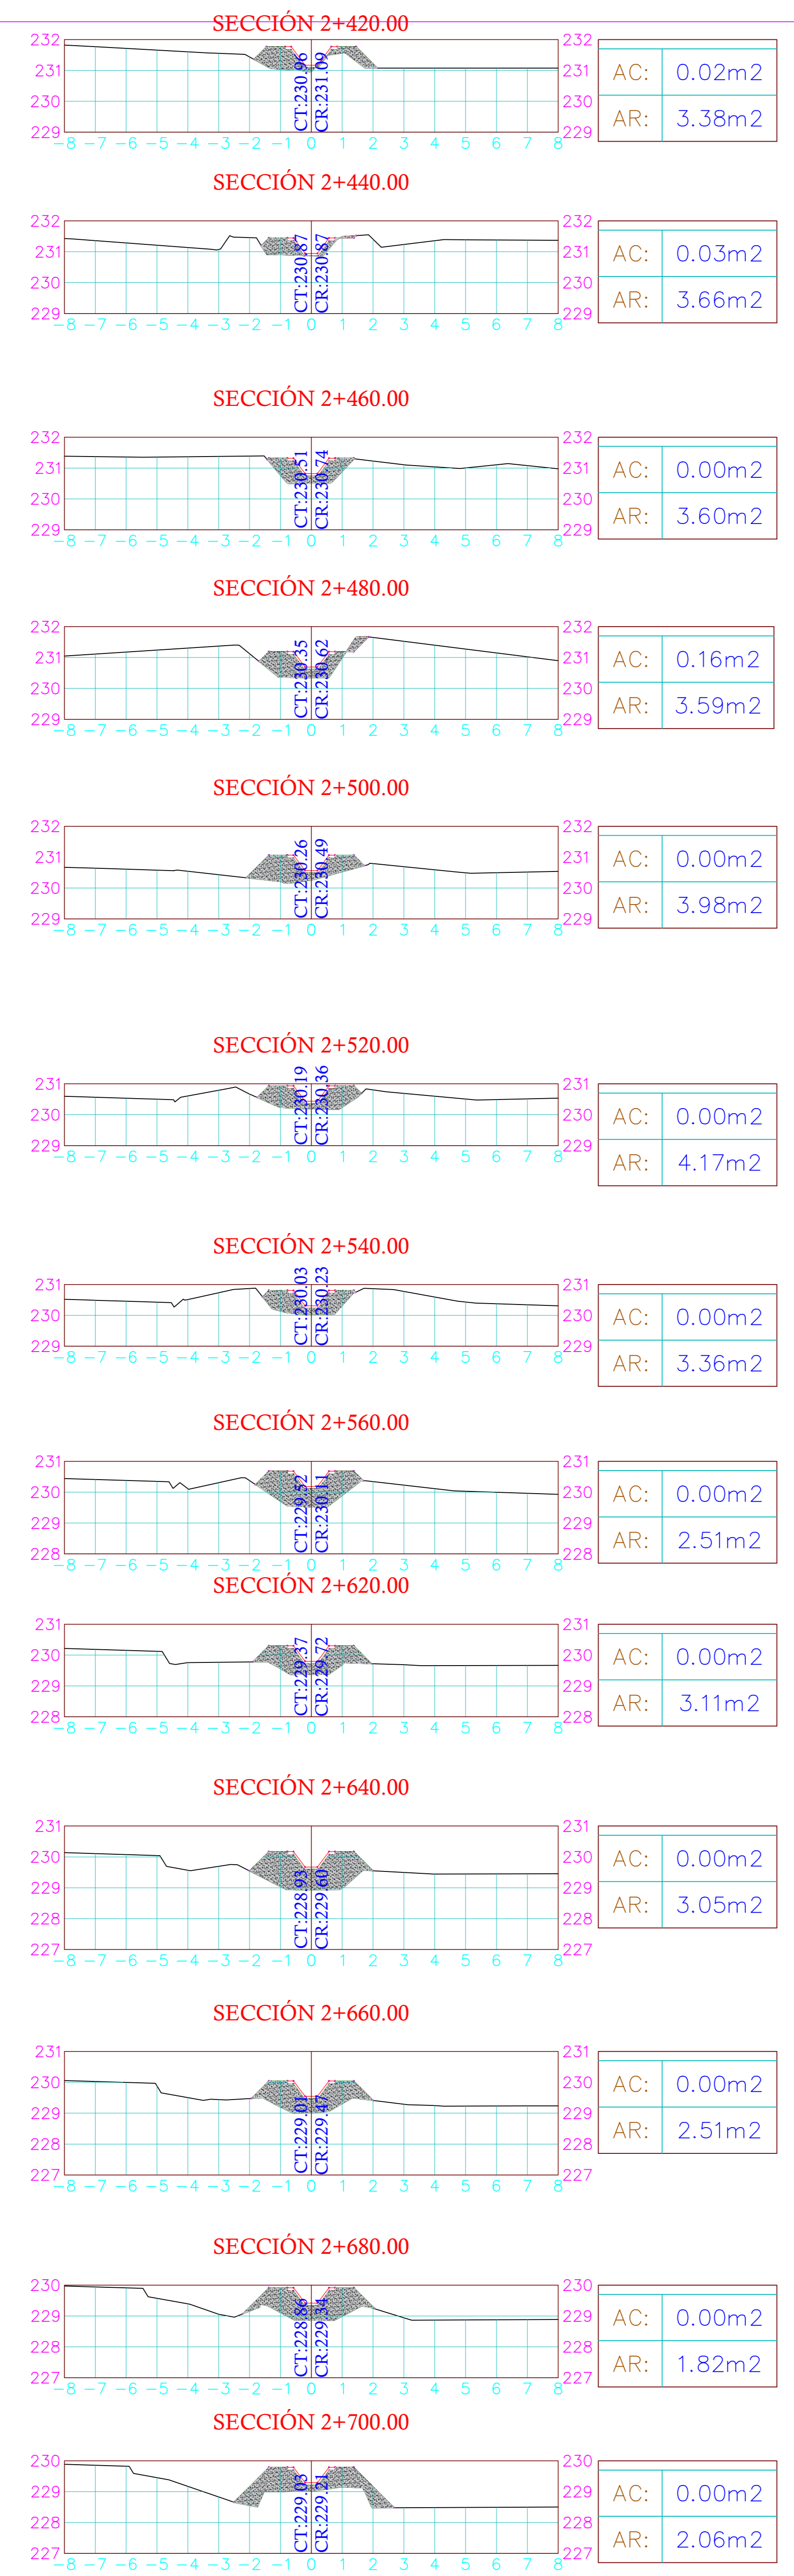 SECCIÓN 2+420.00
232 232
231 231
230 230
229 229
-8 -7 -6 -5 -4 -3 -2 -1 0 1 2 3 4 5 6 7 8
CT:230.96
CR:231.09
AC: 0.02m2
AR: 3.38m2
SECCIÓN 2+440.00
232 232
231 231
230 230
229 229
-8 -7 -6 -5 -4 -3 -2 -1 0 1 2 3 4 5 6 7 8
CT:230.87
CR:230.87
AC: 0.03m2
AR: 3.66m2
SECCIÓN 2+460.00
232 232
231 231
230 230
229 229
-8 -7 -6 -5 -4 -3 -2 -1 0 1 2 3 4 5 6 7 8
CT:230.51
CR:230.74
AC: 0.00m2
AR: 3.60m2
SECCIÓN 2+480.00
232 232
231 231
230 230
229 229
-8 -7 -6 -5 -4 -3 -2 -1 0 1 2 3 4 5 6 7 8
CT:230.35
CR:230.62
AC: 0.16m2
AR: 3.59m2
SECCIÓN 2+500.00
232 232
231 231
230 230
229 229
-8 -7 -6 -5 -4 -3 -2 -1 0 1 2 3 4 5 6 7 8
CT:230.26
CR:230.49
AC: 0.00m2
AR: 3.98m2
SECCIÓN 2+520.00
231 231
230 230
229 229
-8 -7 -6 -5 -4 -3 -2 -1 0 1 2 3 4 5 6 7 8
CT:230.19
CR:230.36
AC: 0.00m2
AR: 4.17m2
SECCIÓN 2+540.00
231 231
230 230
229 229
-8 -7 -6 -5 -4 -3 -2 -1 0 1 2 3 4 5 6 7 8
CT:230.03
CR:230.23
AC: 0.00m2
AR: 3.36m2
SECCIÓN 2+560.00
231 231
230 230
229 229
228 228
-8 -7 -6 -5 -4 -3 -2 -1 0 1 2 3 4 5 6 7 8
CT:229.52
CR:230.11
AC: 0.00m2
AR: 2.51m2
SECCIÓN 2+620.00
231 231
230 230
229 229
228 228
-8 -7 -6 -5 -4 -3 -2 -1 0 1 2 3 4 5 6 7 8
CT:229.37
CR:229.72
AC: 0.00m2
AR: 3.11m2
SECCIÓN 2+640.00
231 231
230 230
229 229
228 228
227 227
-8 -7 -6 -5 -4 -3 -2 -1 0 1 2 3 4 5 6 7 8
CT:228.93
CR:229.60
AC: 0.00m2
AR: 3.05m2
SECCIÓN 2+660.00
231 231
230 230
229 229
228 228
227 227
-8 -7 -6 -5 -4 -3 -2 -1 0 1 2 3 4 5 6 7 8
CT:229.01
CR:229.47
AC: 0.00m2
AR: 2.51m2
SECCIÓN 2+680.00
230 230
229 229
228 228
227 227
-8 -7 -6 -5 -4 -3 -2 -1 0 1 2 3 4 5 6 7 8
CT:228.86
CR:229.34
AC: 0.00m2
AR: 1.82m2
SECCIÓN 2+700.00
230 230
229 229
228 228
227 227
-8 -7 -6 -5 -4 -3 -2 -1 0 1 2 3 4 5 6 7 8
CT:229.03
CR:229.21
AC: 0.00m2
AR: 2.06m2